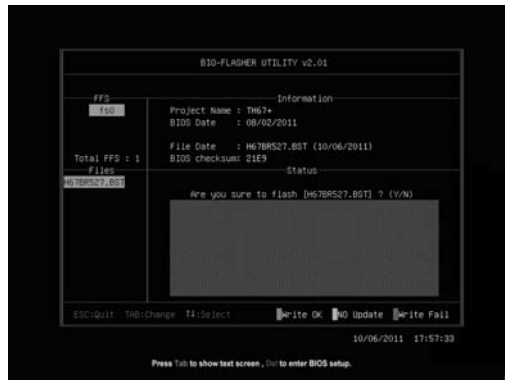 BIO-FLASHER UTILITY v2.01
FFS
fs0
Total FFS : 1
Files
H67BR527.BST
Information
Project Name : TH67+
BIOS Date : 08/02/2011
File Date : H67BR527.BST (10/06/2011)
BIOS checksum: 21E9
Status
Are you sure to flash [H67BR527.BST] ? (Y/N)
ESC:Quit TAB:Change ↑↓:Select Write OK NO Update Write Fail
10/06/2011 17:57:33
Press Tab to show text screen , Del to enter BIOS setup.